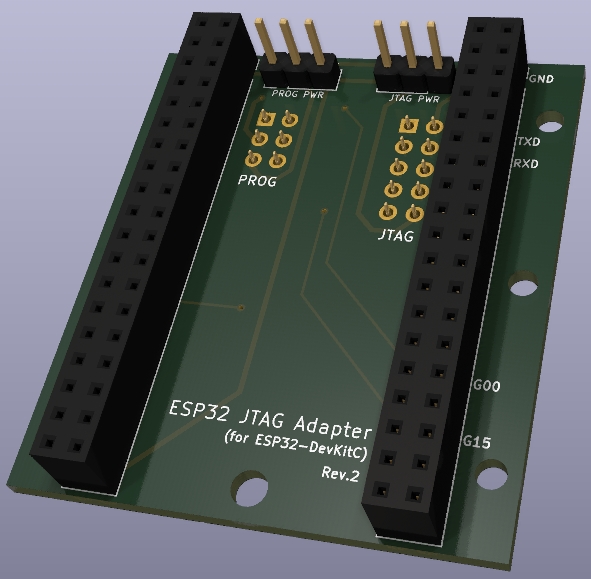 PROG PWR
JTAG PWR
GND
TXD
RXD
PROG
JTAG
G00
G15
ESP32 JTAG Adapter
(for ESP32-DevKitC)
Rev.2